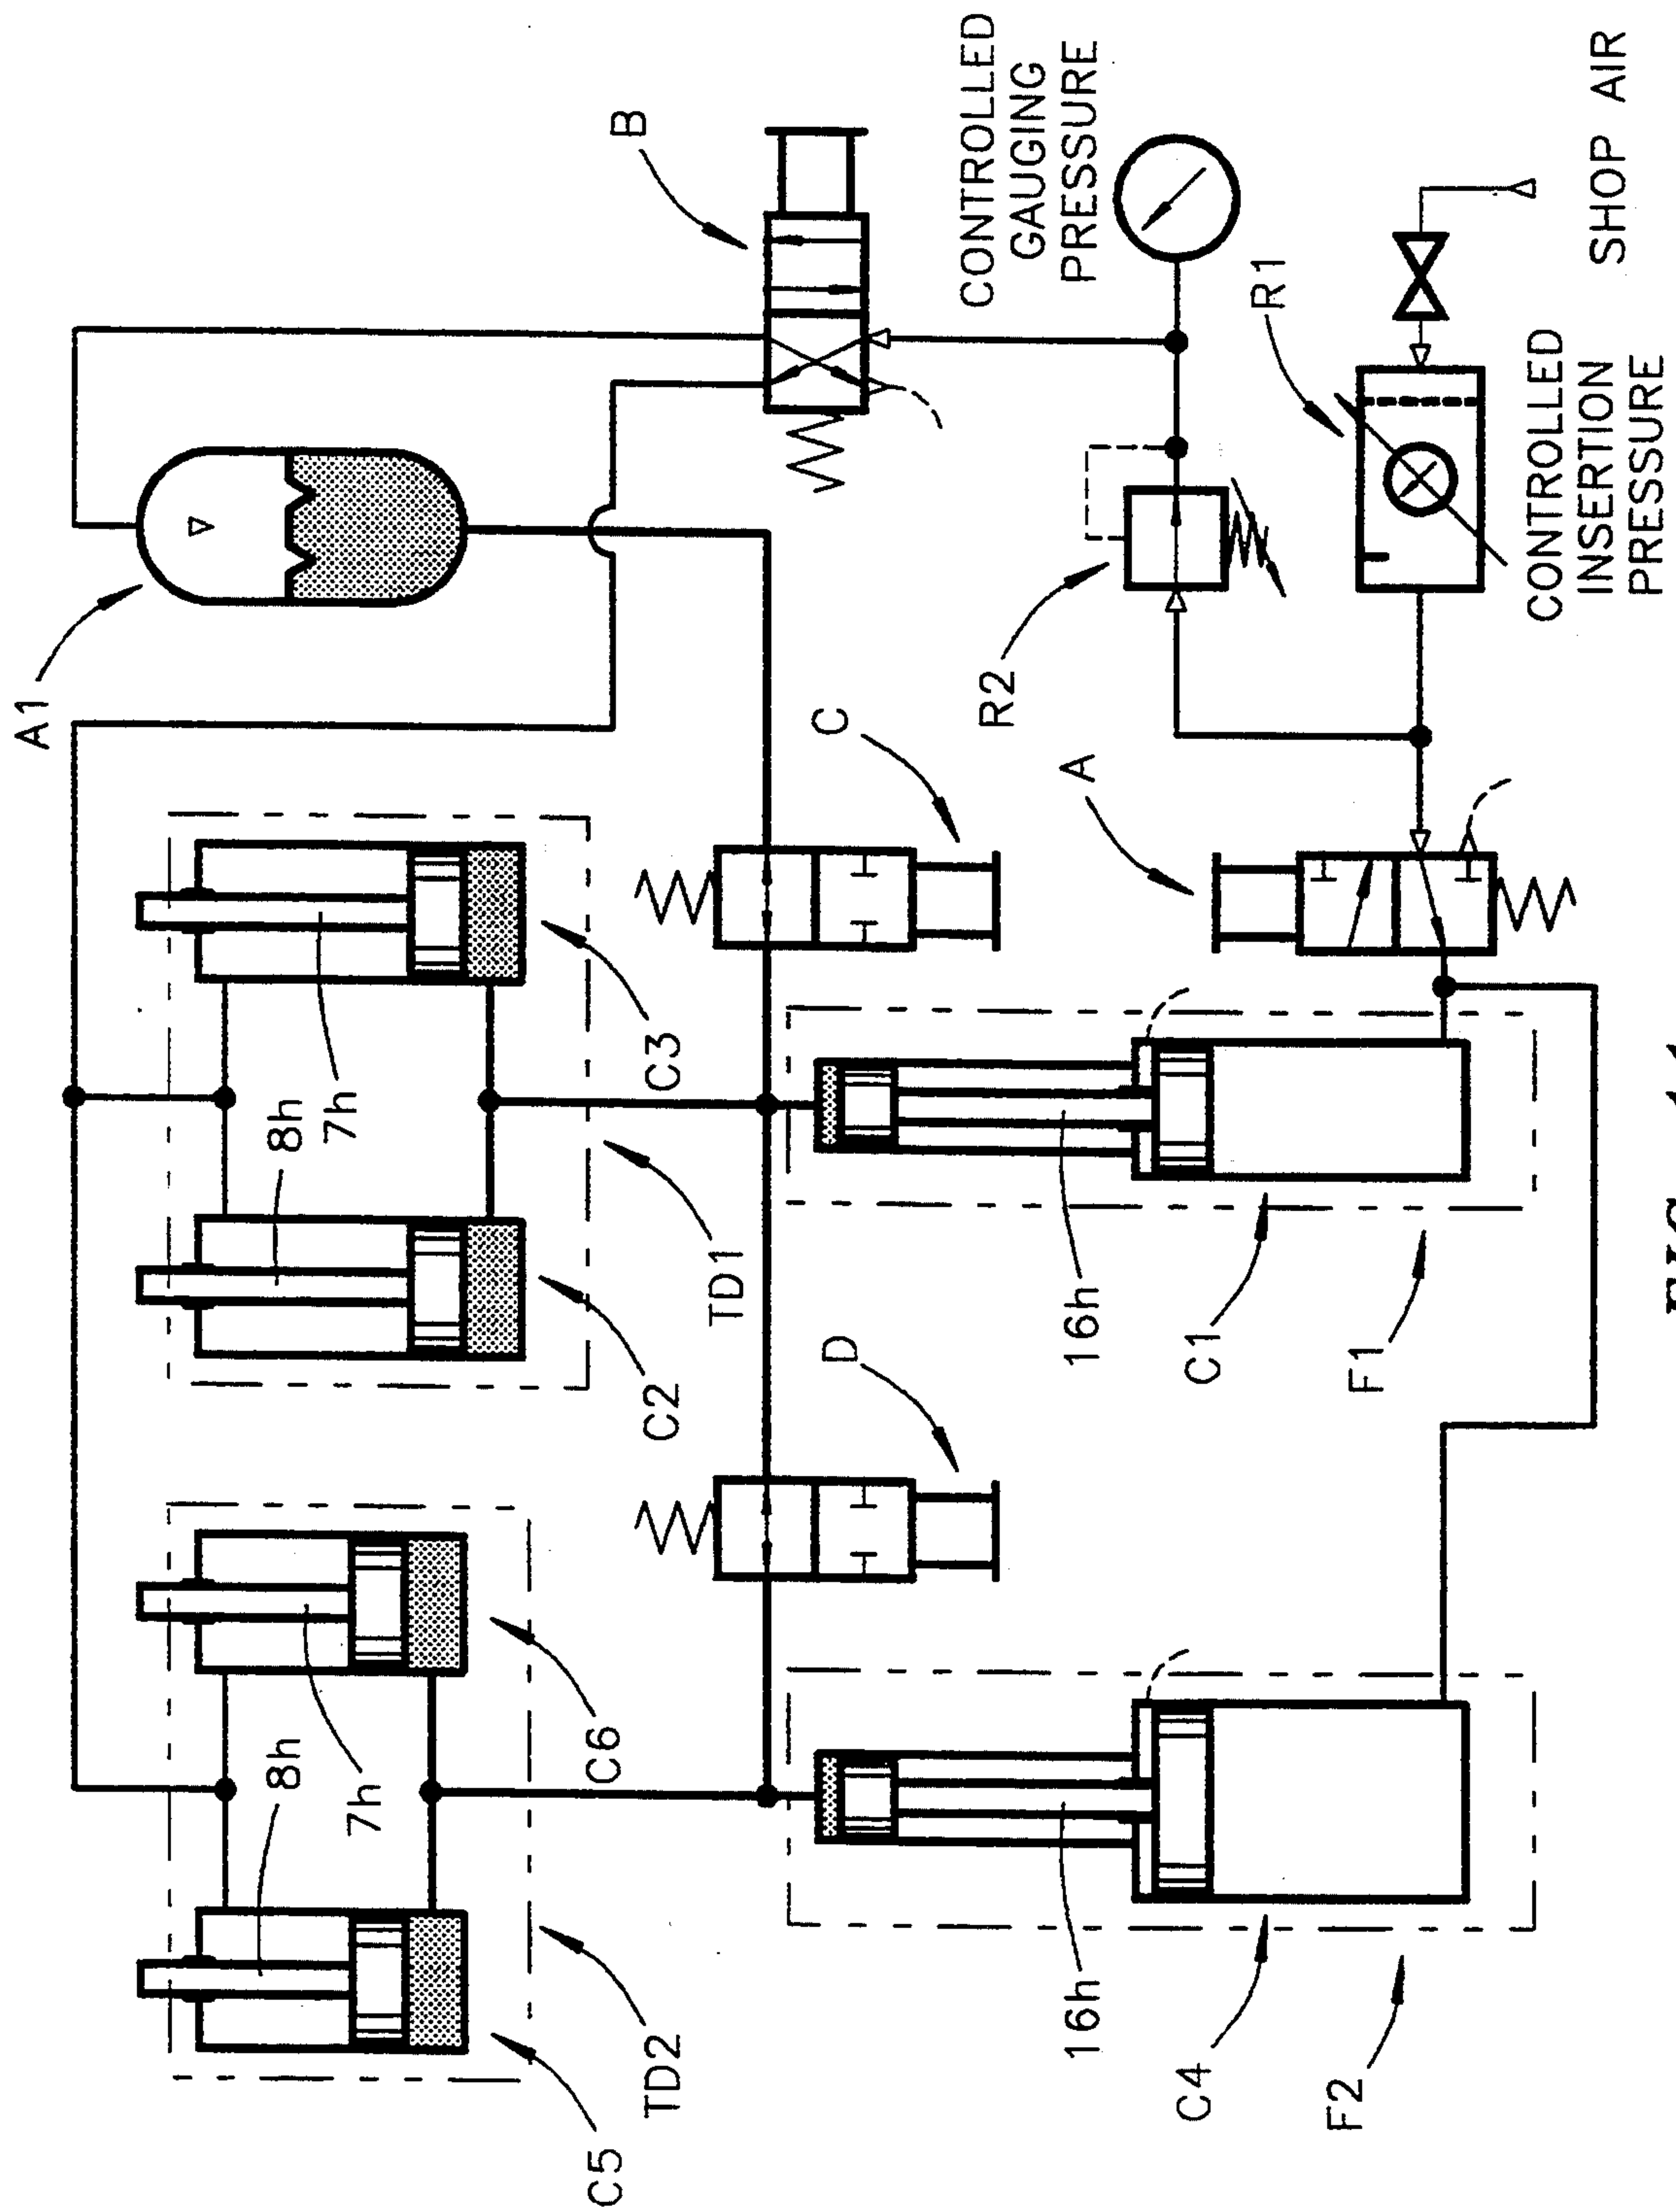 A1
B
CONTROLLED
GAUGING
PRESSURE
8h
7h
C3
C2
TD1
C
R2
R1
SHOP AIR
CONTROLLED
INSERTION
PRESSURE
A
8h
7h
C6
C5
TD2
D
16h
C1
F1
16h
C4
F2